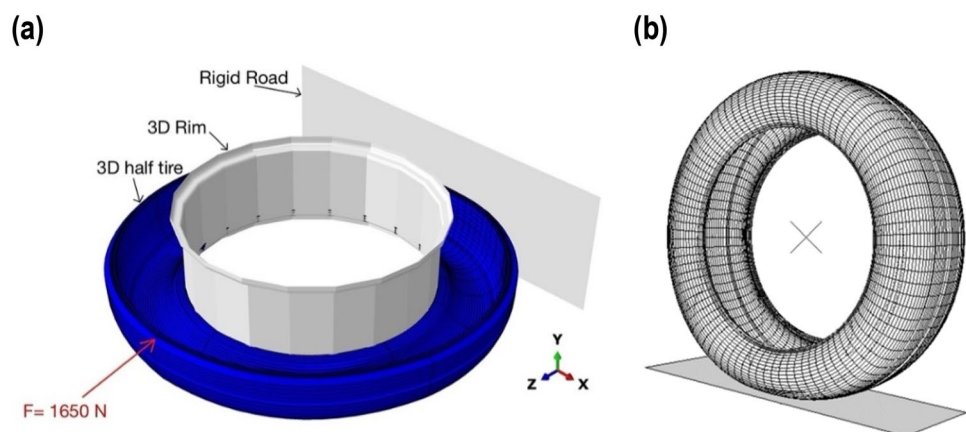 (a)
(b)
Rigid Road
3D Rim
3D half tire
F= 1650 N
Y
Z
X